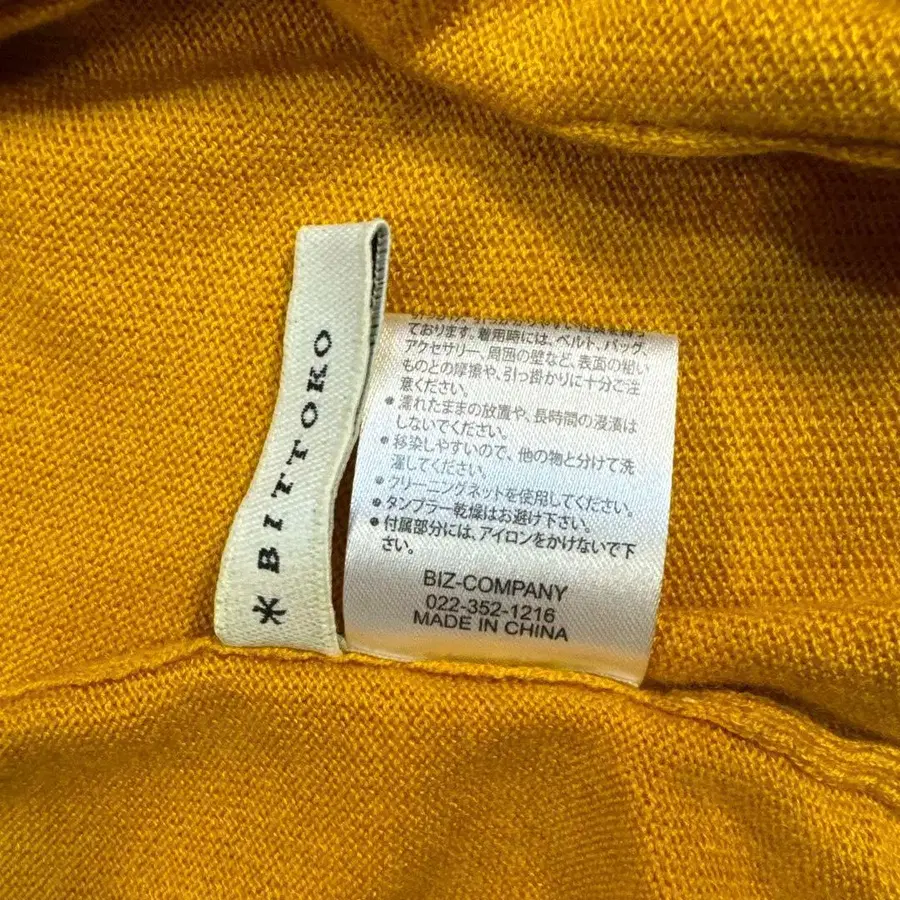 *BITTOKO
ております。着用時には、ベルト、バッグ、
アクセサリー、周囲の壁など、表面の粗い
ものとの摩擦や、引っ掛かりに十分ご注
意ください。
●濡れたままの放置や、長時間の浸漬は
しないでください。
●移染しやすいので、他の物と分けて洗
濯してください。
●クリーニングネットを使用してください。
●タンブラー乾燥はお避け下さい。
●付属部分には、アイロンをかけないで下
さい。
BIZ-COMPANY
022-352-1216
MADE IN CHINA